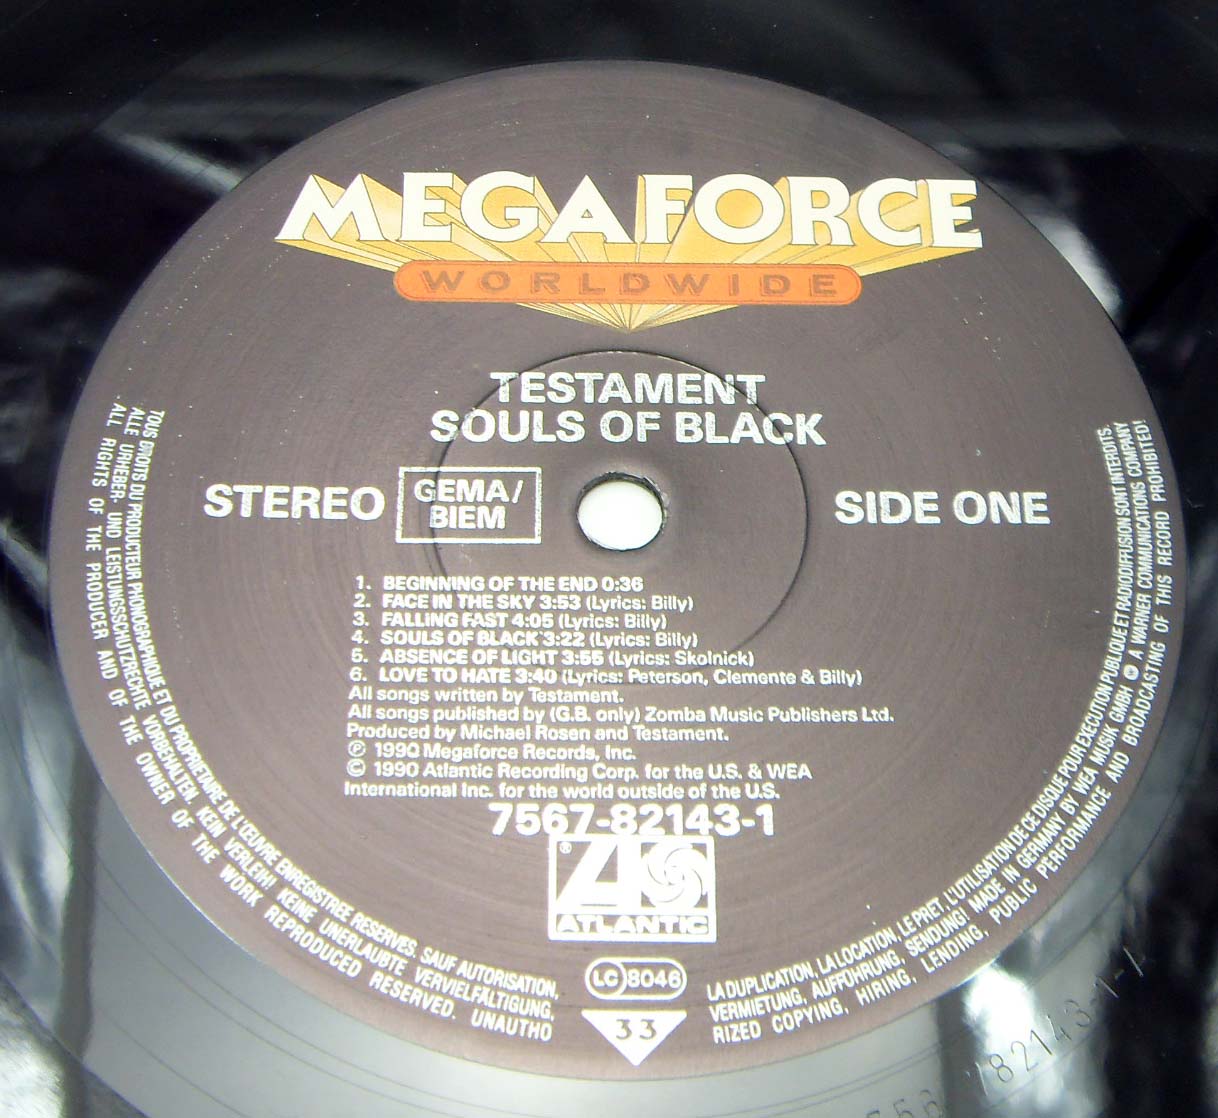 MEGAFORCE
WORLDWIDE
TESTAMENT
SOULS OF BLACK
STEREO
GEMA/
BIEM
SIDE ONE
1. BEGINNING OF THE END 0:36
2. FACE IN THE SKY 3:53 (Lyrics: Billy)
3. FALLING FAST 4:05 (Lyrics: Billy)
4. SOULS OF BLACK 3:22 (Lyrics: Billy)
5. ABSENCE OF LIGHT 3:55 (Lyrics: Skolnick)
6. LOVE TO HATE 3:40 (Lyrics: Peterson, Clemente & Billy)
All songs written by Testament.
All songs published by (G.B. only) Zomba Music Publishers Ltd.
Produced by Michael Rosen and Testament.
℗ 1990 Megaforce Records, Inc.
© 1990 Atlantic Recording Corp. for the U.S. & WEA
International Inc. for the world outside of the U.S.
7567-82143-1
®
ATLANTIC
LC 8046
33
TOUS DROITS DU PRODUCTEUR PHONOGRAPHIQUE ET DU PROPRIETAIRE DE L'ŒUVRE ENREGISTREE RESERVES. SAUF AUTORISATION,
LA DUPLICATION, LA LOCATION, LE PRET, L'UTILISATION DE CE DISQUE POUR EXECUTION PUBLIQUE ET RADIODIFFUSION SONT INTERDITS.
ALLE URHEBER- UND LEISTUNGSSCHUTZRECHTE VORBEHALTEN. KEIN VERLEIH! KEINE UNERLAUBTE VERVIELFÄLTIGUNG,
VERMIETUNG, AUFFÜHRUNG, SENDUNG! MADE IN GERMANY BY WEA MUSIK GMBH A WARNER COMMUNICATIONS COMPANY
ALL RIGHTS OF THE PRODUCER AND OF THE OWNER OF THE WORK REPRODUCED RESERVED. UNAUTHO
RIZED COPYING, HIRING, LENDING, PUBLIC PERFORMANCE AND BROADCASTING OF THIS RECORD PROHIBITED!
82143-1-